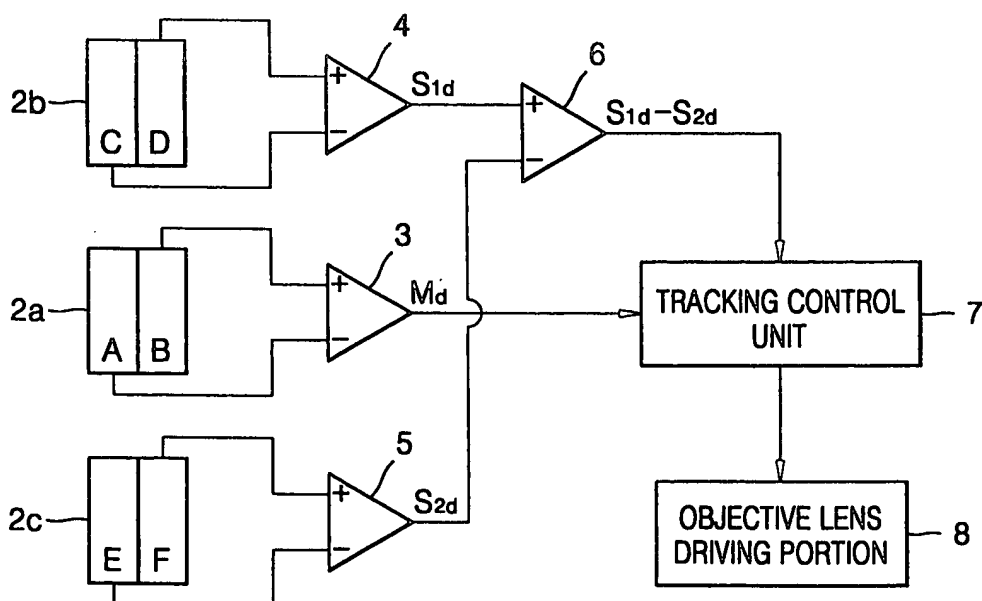 4
2b
C D
+
−
S1d
6
+
−
S1d−S2d
3
2a
A B
+
−
Md
TRACKING CONTROL
UNIT
7
5
2c
E F
+
−
S2d
OBJECTIVE LENS
DRIVING PORTION
8